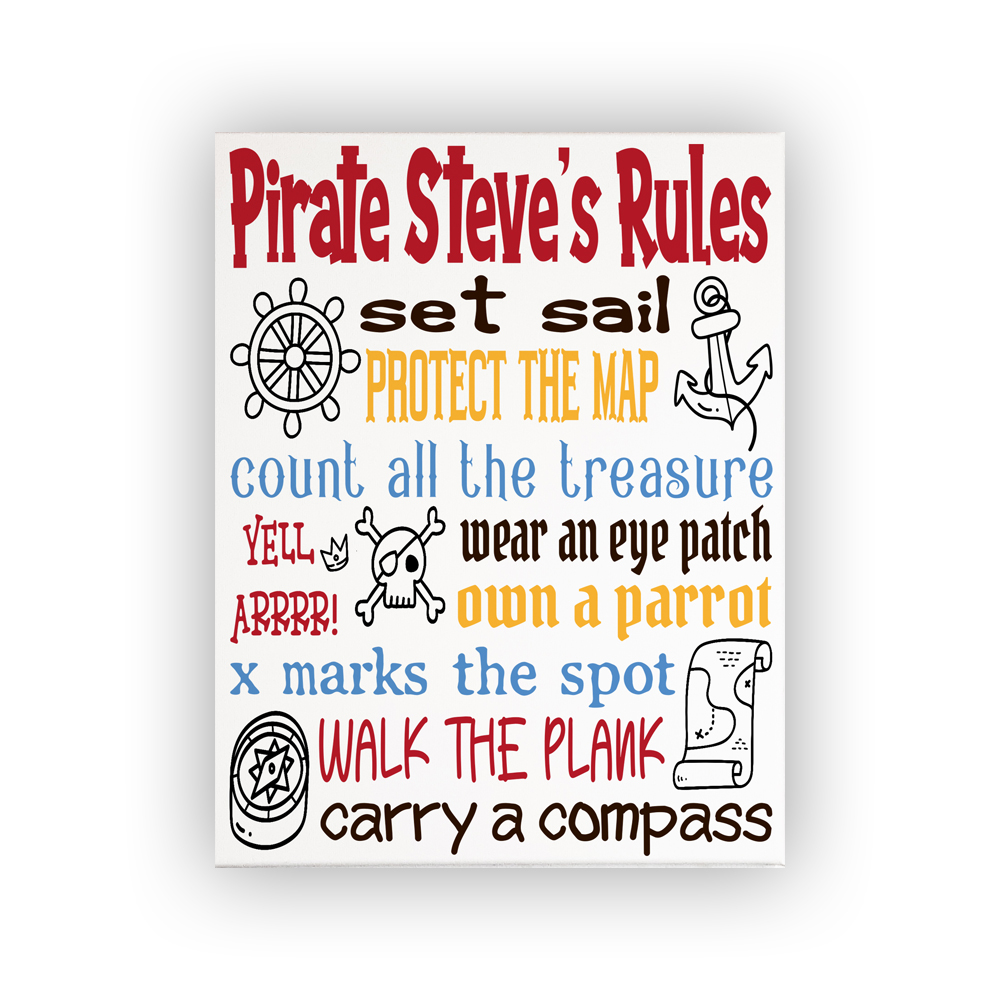 Pirate Steve's Rules
set sail
PROTECT THE MAP
count all the treasure
YELL
ARRRR!
wear an eye patch
own a parrot
x marks the spot
WALK THE PLANK
carry a compass